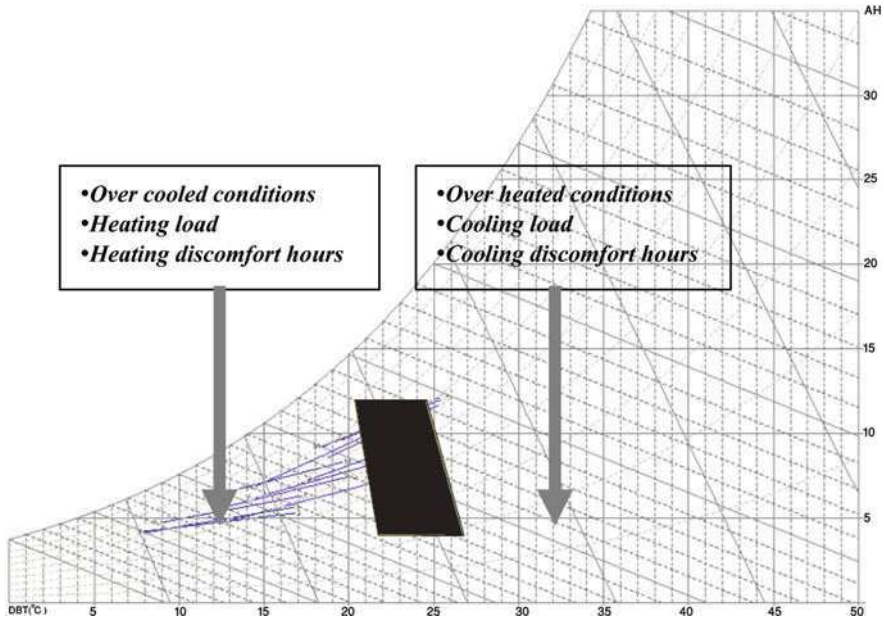 AH
30
25
20
15
10
5
•Over cooled conditions
•Heating load
•Heating discomfort hours
•Over heated conditions
•Cooling load
•Cooling discomfort hours
DBT(°C) 5 10 15 20 25 30 35 40 45 50